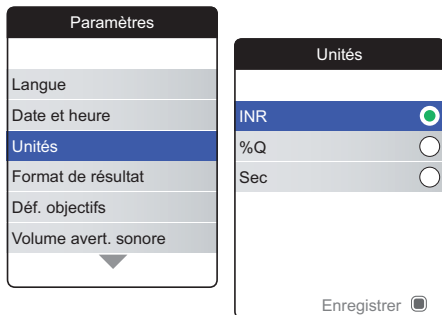 Paramètres
Langue
Date et heure
Unités
Format de résultat
Déf. objectifs
Volume avert. sonore
Unités
INR
%Q
Sec
Enregistrer